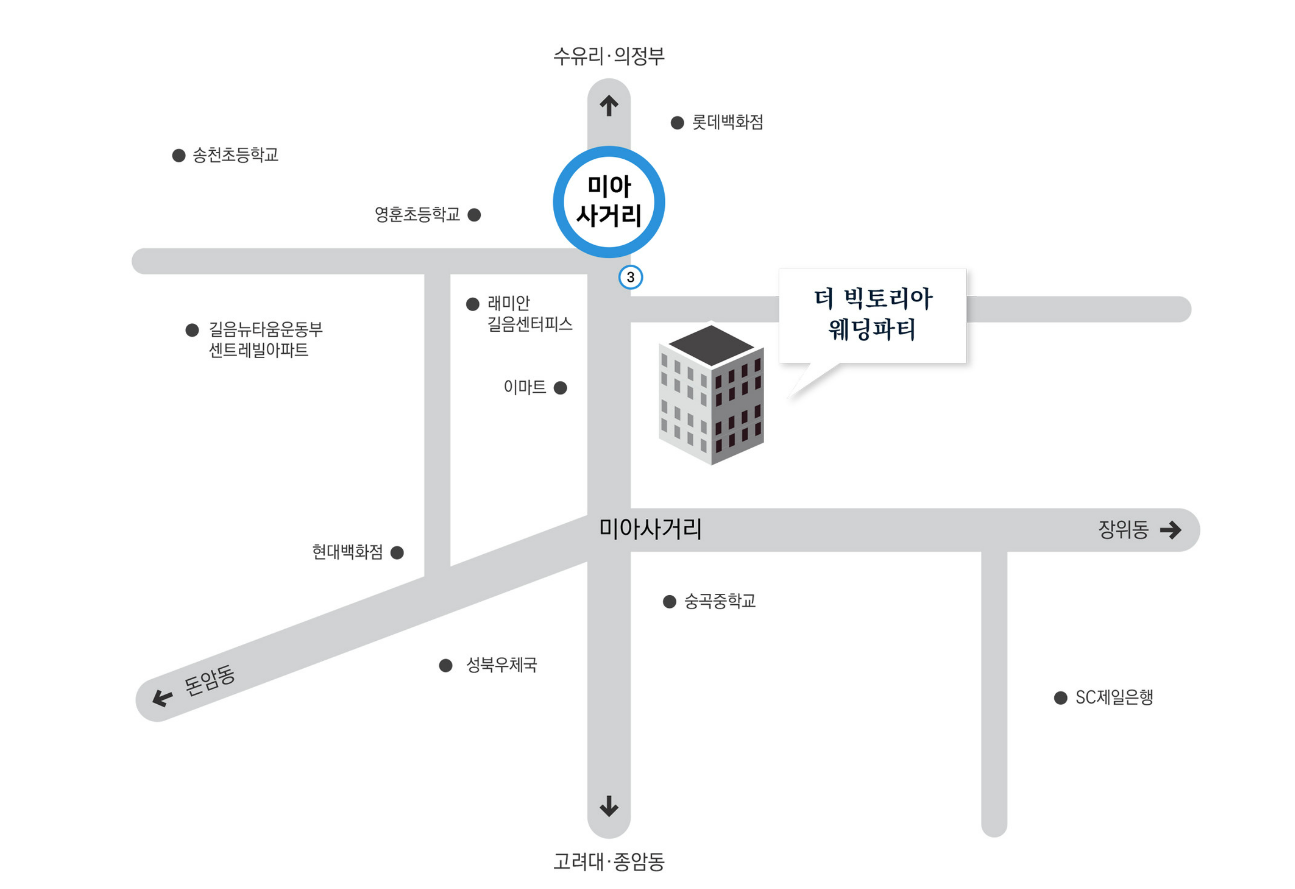 수유리·의정부
롯데백화점
송천초등학교
미아
사거리
영훈초등학교
3
더 빅토리아
웨딩파티
래미안
길음센터피스
길음뉴타움운동부
센트레빌아파트
이마트
미아사거리
장위동
현대백화점
숭곡중학교
성북우체국
돈암동
SC제일은행
고려대·종암동